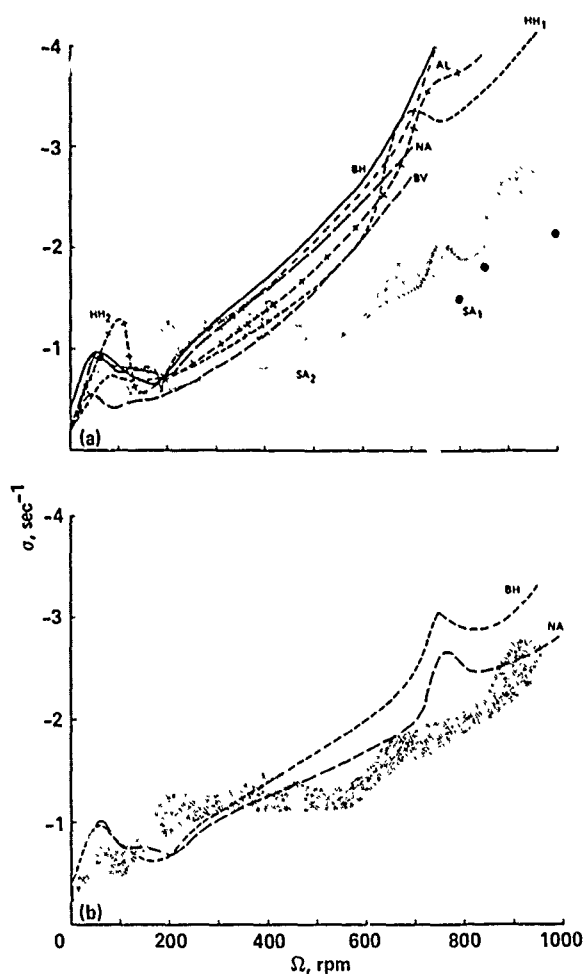 -4
HH1
AL
-3
NA
BH
BV
-2
HH2
SA1
-1
SA2
(a)
σ, sec⁻¹
-4
BH
-3
NA
-2
-1
(b)
0
200
400
600
800
1000
Ω, rpm